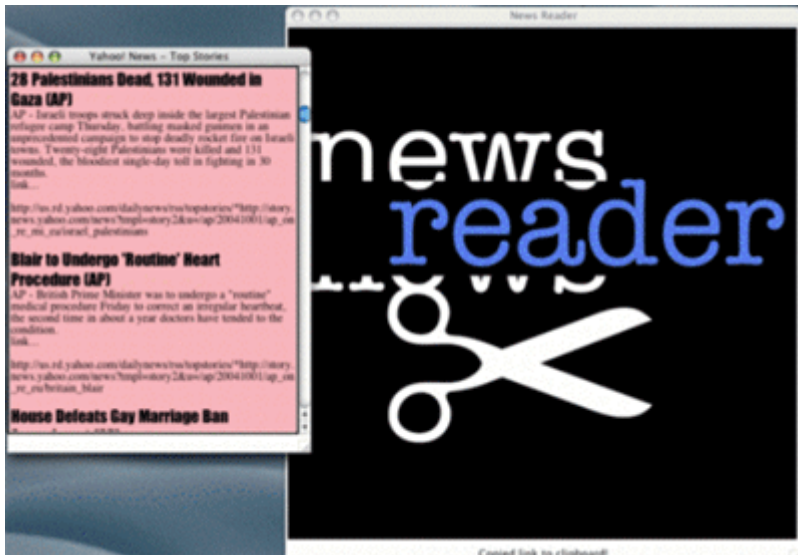 News Reader
Yahoo! News - Top Stories
28 Palestinians Dead, 131 Wounded in
Gaza (AP)
AP - Israeli troops struck deep inside the largest Palestinian
refugee camp Thursday, battling masked gunmen in an
unprecedented campaign to stop deadly rocket fire on Israeli
towns. Twenty-eight Palestinians were killed and 131
wounded, the bloodiest single-day toll in fighting in 30
months.
link...
http://us.rd.yahoo.com/dailynews/rss/topstories/*http://story.
news.yahoo.com/news?tmpl=story2&u=/ap/20041001/ap_on
_re_mi_ea/israel_palestinians
Blair to Undergo 'Routine' Heart
Procedure (AP)
AP - British Prime Minister was to undergo a "routine"
medical procedure Friday to correct an irregular heartbeat,
the second time in about a year doctors have tended to the
condition.
link...
http://us.rd.yahoo.com/dailynews/rss/topstories/*http://story.
news.yahoo.com/news?tmpl=story2&u=/ap/20041001/ap_on
_re_eu/britain_blair
House Defeats Gay Marriage Ban
news
reader
news
Copied link to clipboard!